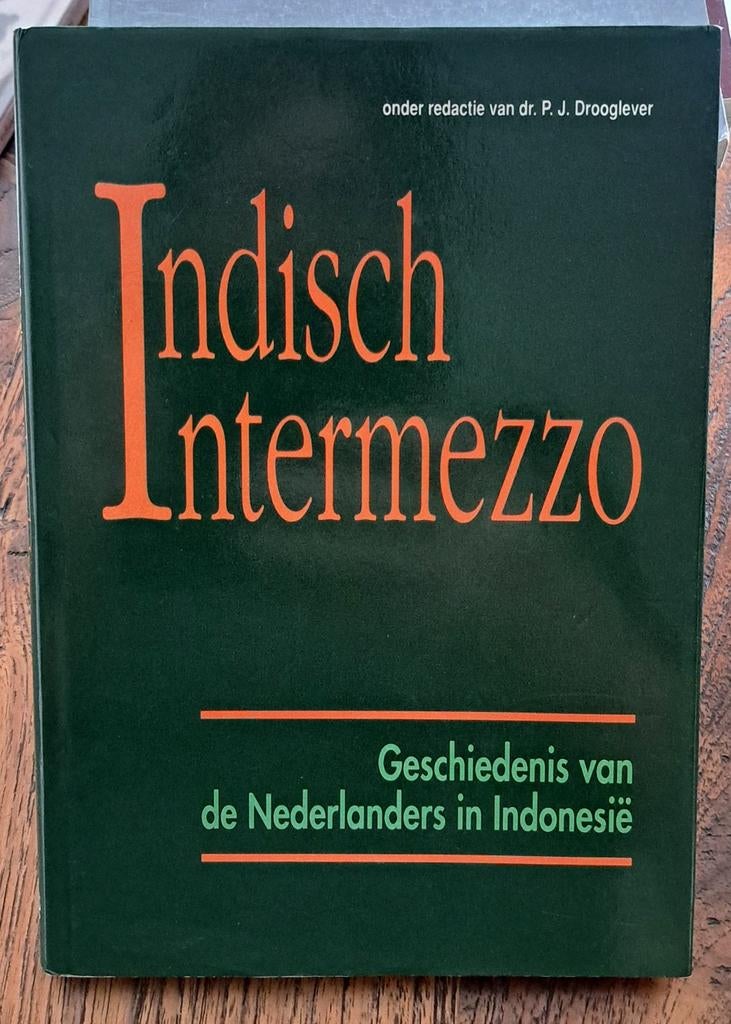 onder redactie van dr. P. J. Drooglever
Indisch
Intermezzo
Geschiedenis van
de Nederlanders in Indonesië